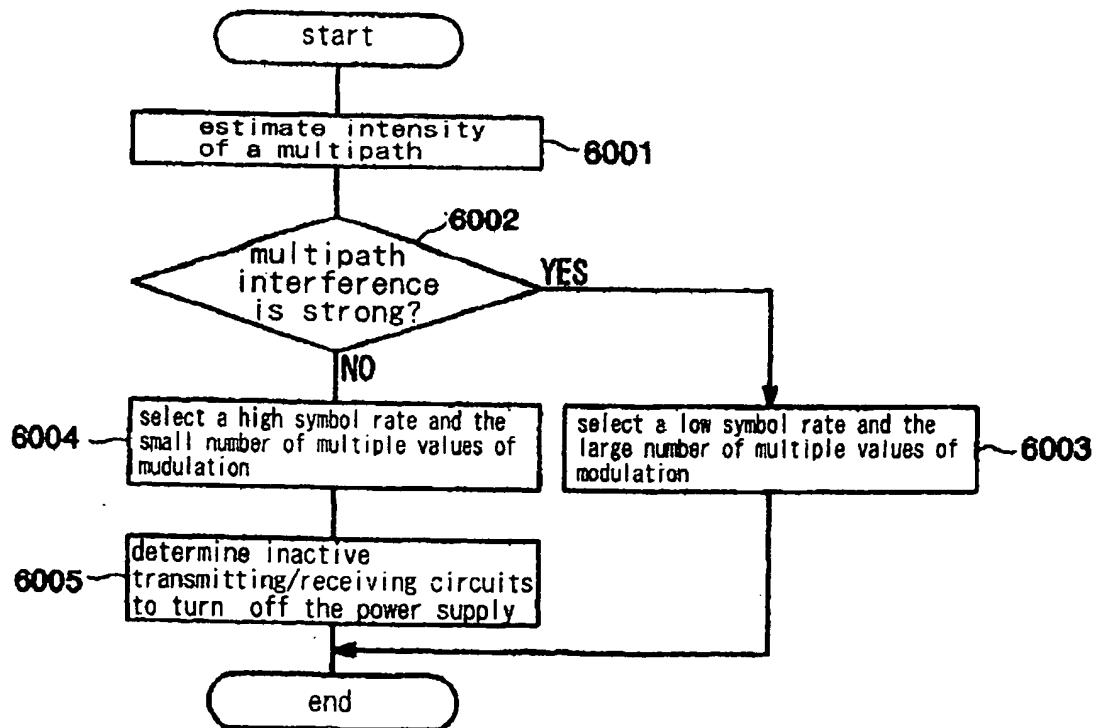 start
estimate intensity
of a multipath
6001
6002
multipath
interference
is strong?
YES
NO
select a high symbol rate and the
small number of multiple values of
mudulation
6004
select a low symbol rate and the
large number of multiple values of
modulation
6003
determine inactive
transmitting/receiving circuits
to turn off the power supply
6005
end